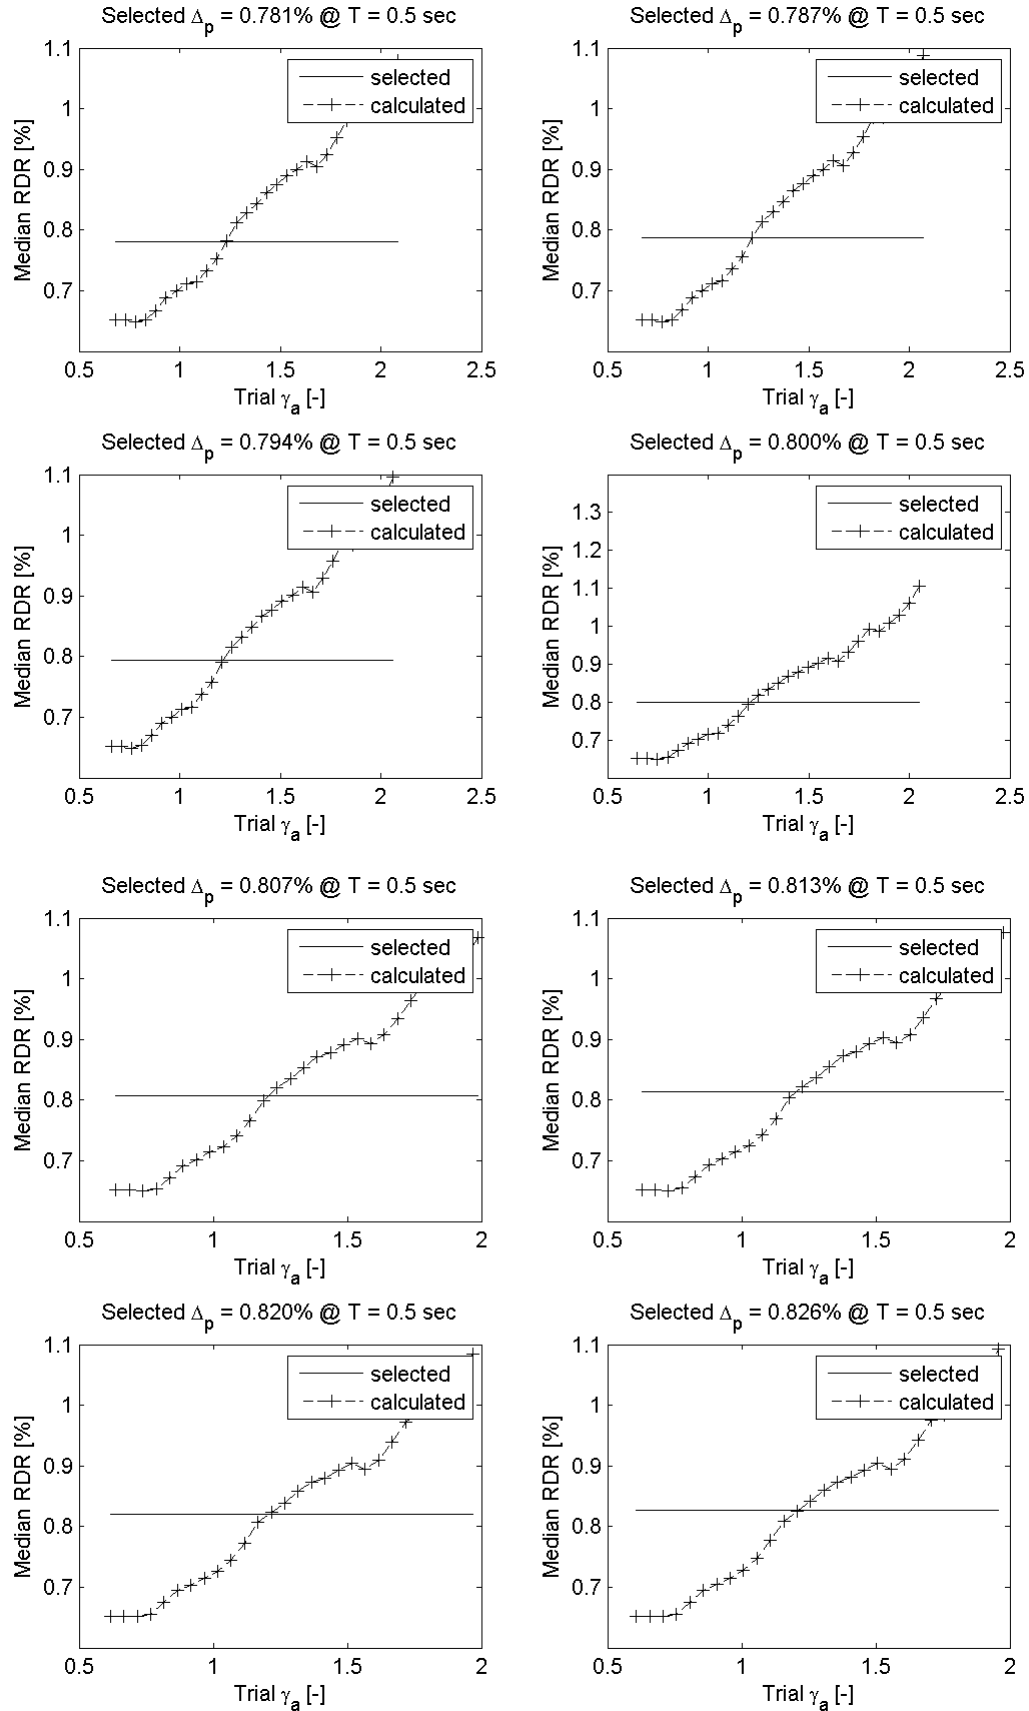 Selected Δp = 0.781% @ T = 0.5 sec
1.1
1
0.9
0.8
0.7
Median RDR [%]
selected
calculated
0.5 1 1.5 2 2.5
Trial γa [-]
Selected Δp = 0.787% @ T = 0.5 sec
1.1
1
0.9
0.8
0.7
Median RDR [%]
selected
calculated
0.5 1 1.5 2 2.5
Trial γa [-]
Selected Δp = 0.794% @ T = 0.5 sec
1.1
1
0.9
0.8
0.7
Median RDR [%]
selected
calculated
0.5 1 1.5 2 2.5
Trial γa [-]
Selected Δp = 0.800% @ T = 0.5 sec
1.3
1.2
1.1
1
0.9
0.8
0.7
Median RDR [%]
selected
calculated
0.5 1 1.5 2 2.5
Trial γa [-]
Selected Δp = 0.807% @ T = 0.5 sec
1.1
1
0.9
0.8
0.7
Median RDR [%]
selected
calculated
0.5 1 1.5 2
Trial γa [-]
Selected Δp = 0.813% @ T = 0.5 sec
1.1
1
0.9
0.8
0.7
Median RDR [%]
selected
calculated
0.5 1 1.5 2
Trial γa [-]
Selected Δp = 0.820% @ T = 0.5 sec
1.1
1
0.9
0.8
0.7
Median RDR [%]
selected
calculated
0.5 1 1.5 2
Trial γa [-]
Selected Δp = 0.826% @ T = 0.5 sec
1.1
1
0.9
0.8
0.7
Median RDR [%]
selected
calculated
0.5 1 1.5 2
Trial γa [-]